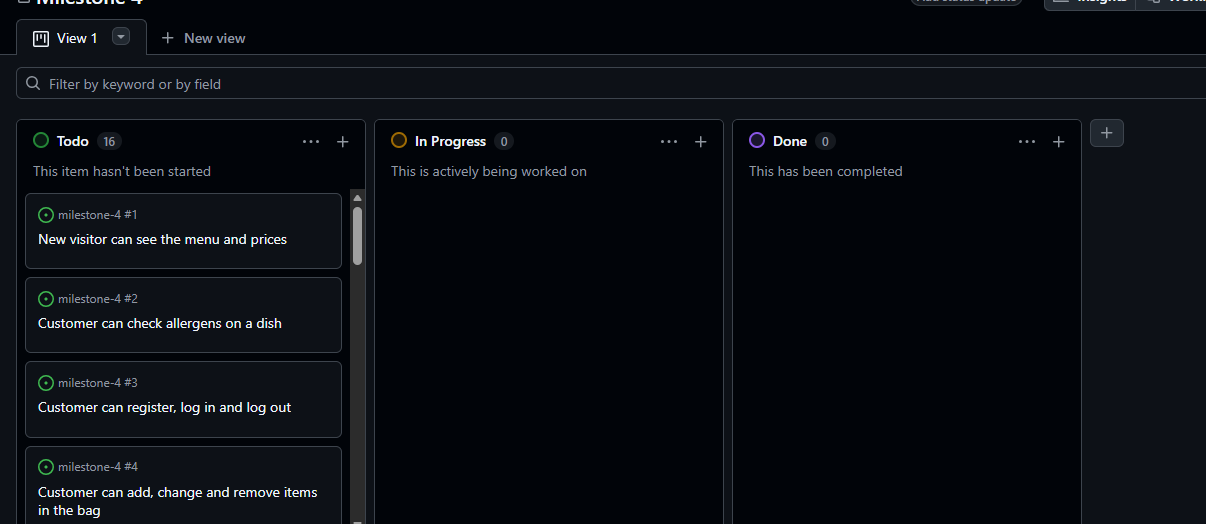 Milestone 4
Add status update
Insights
View 1
New view
Filter by keyword or by field
Todo 16
This item hasn't been started
milestone-4 #1
New visitor can see the menu and prices
milestone-4 #2
Customer can check allergens on a dish
milestone-4 #3
Customer can register, log in and log out
milestone-4 #4
Customer can add, change and remove items
in the bag
In Progress 0
This is actively being worked on
Done 0
This has been completed